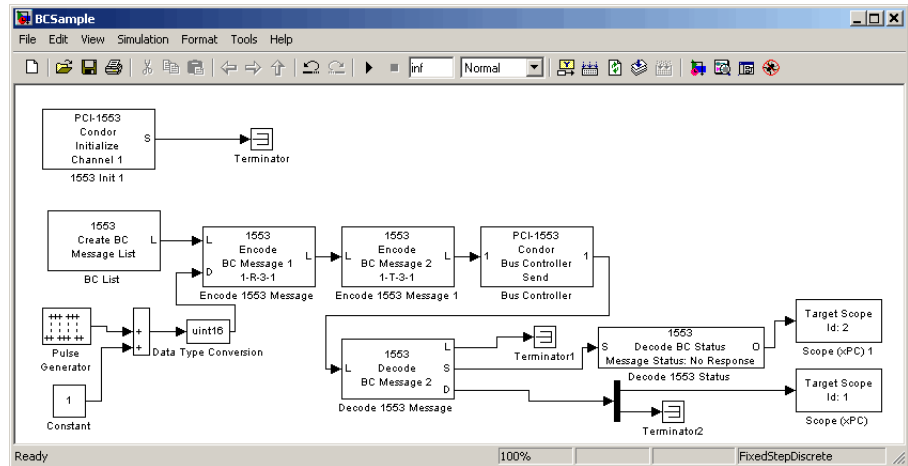 BCSample
File Edit View Simulation Format Tools Help
inf Normal
PCI-1553
Condor
Initialize
Channel 1
S
1553 Init 1
Terminator
1553
Create BC
Message List
L
BC List
L
D
1553
Encode
BC Message 1
1-R-3-1
L
Encode 1553 Message
L
1553
Encode
BC Message 2
1-T-3-1
L
Encode 1553 Message 1
1
PCI-1553
Condor
Bus Controller
Send
1
Bus Controller
Pulse
Generator
+
+
uint16
Data Type Conversion
1
Constant
L
1553
Decode
BC Message 2
L
S
D
Decode 1553 Message
Terminator1
S
1553
Decode BC Status
Message Status: No Response
O
Decode 1553 Status
Target Scope
Id: 2
Scope (xPC) 1
Target Scope
Id: 1
Scope (xPC)
Terminator2
Ready 100% FixedStepDiscrete